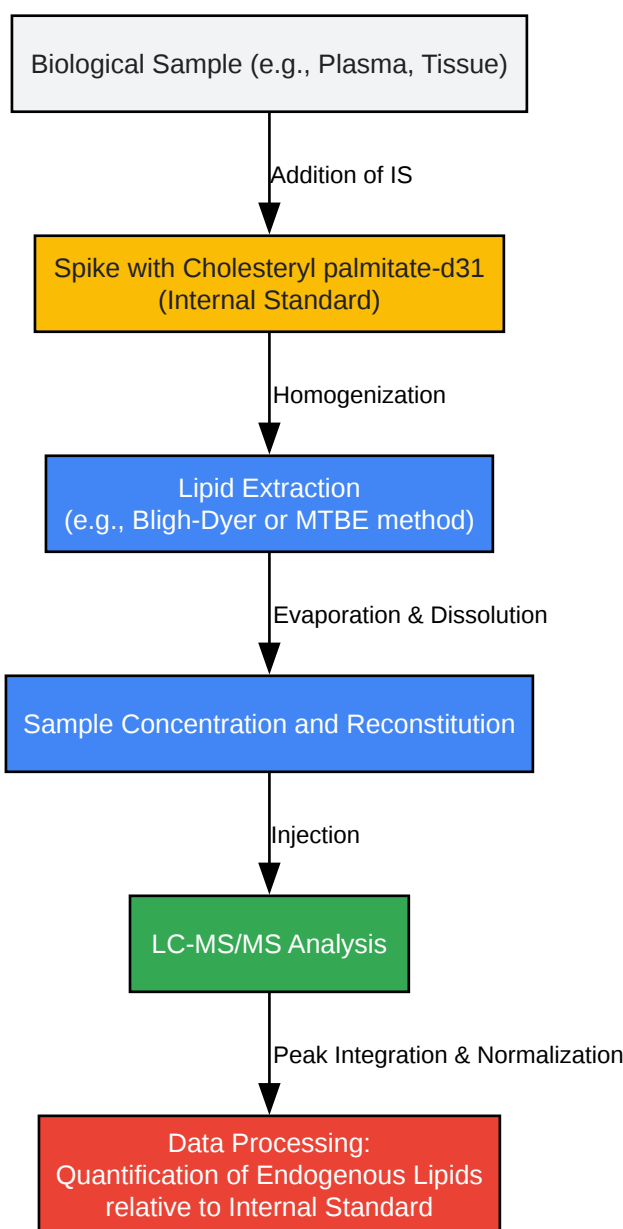 Biological Sample (e.g., Plasma, Tissue)
Addition of IS
Spike with Cholesteryl palmitate-d31
(Internal Standard)
Homogenization
Lipid Extraction
(e.g., Bligh-Dyer or MTBE method)
Evaporation & Dissolution
Sample Concentration and Reconstitution
Injection
LC-MS/MS Analysis
Peak Integration & Normalization
Data Processing:
Quantification of Endogenous Lipids
relative to Internal Standard